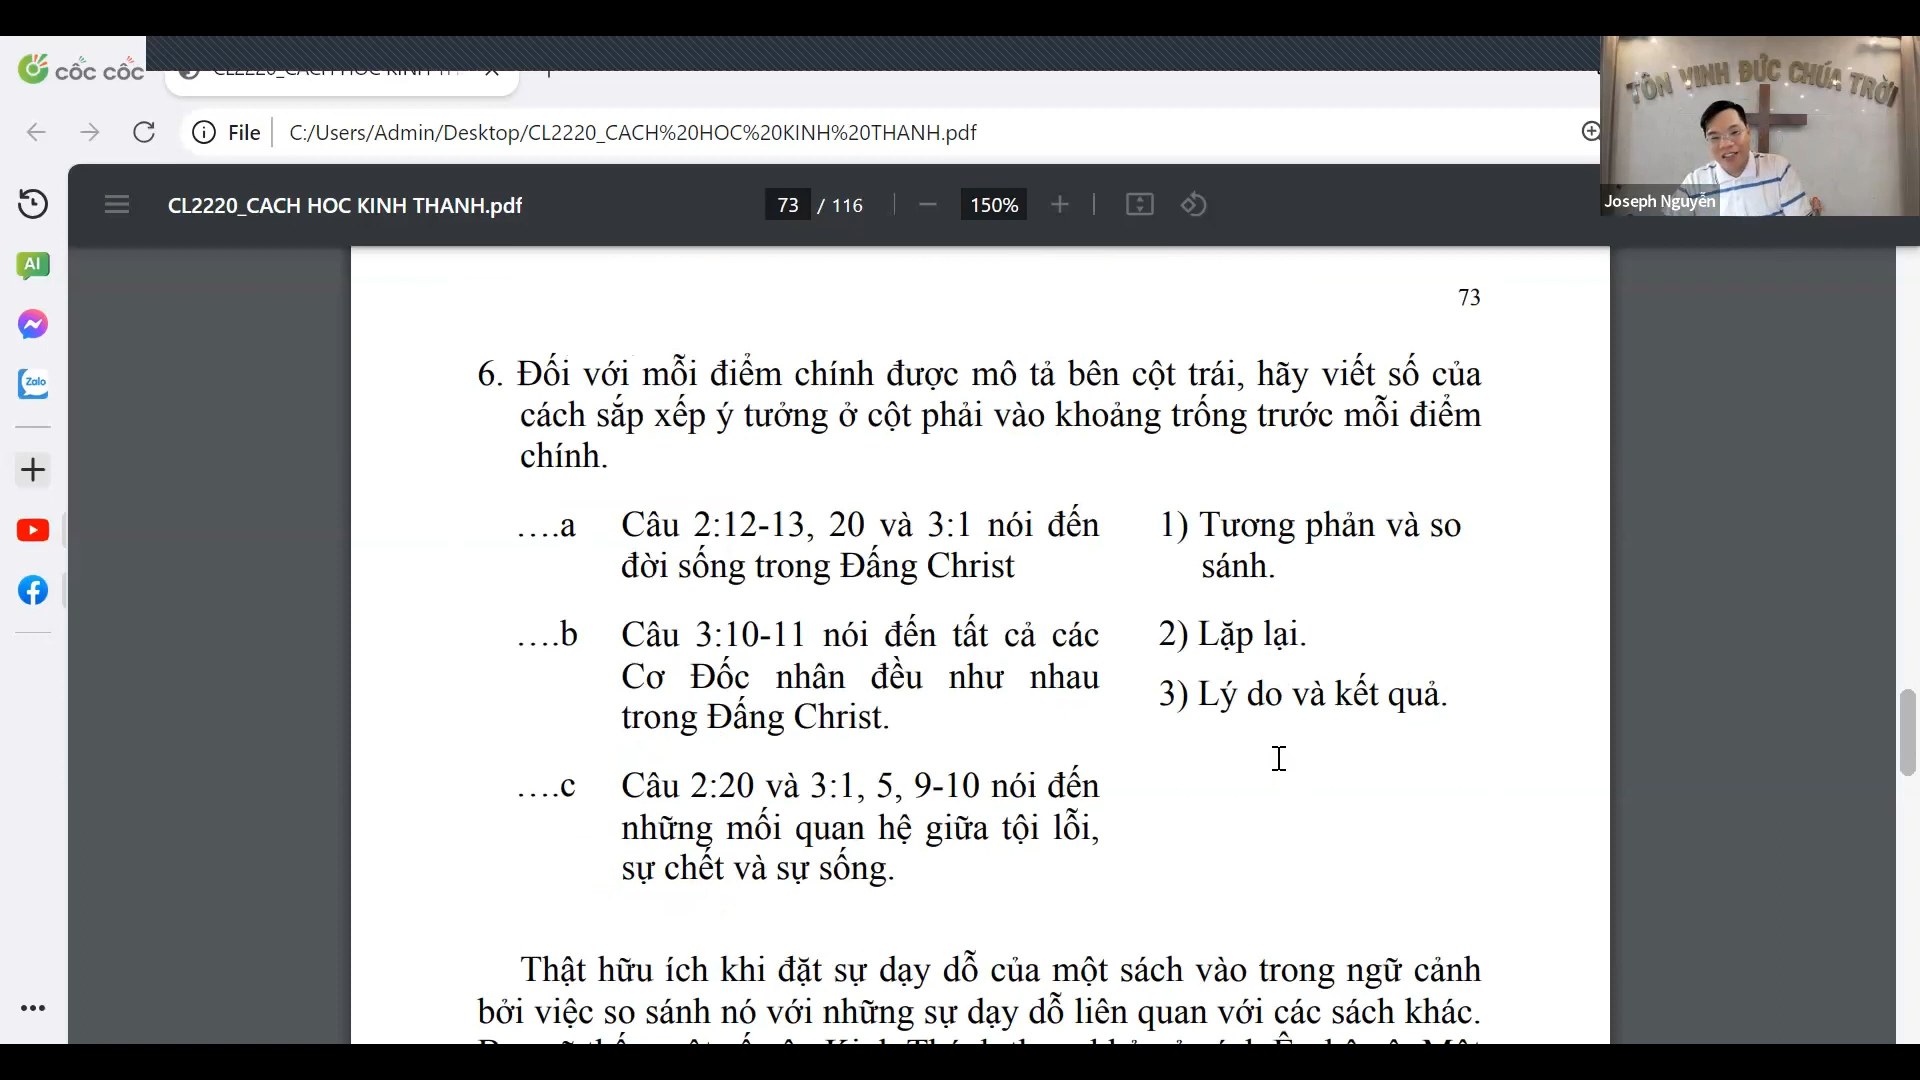 cốc cốc
CL2220_CACH HOC KINH TH
File
C:/Users/Admin/Desktop/CL2220_CACH%20HOC%20KINH%20THANH.pdf
TÔN VINH ĐỨC CHÚA TRỜI
Joseph Nguyễn
AI
Zalo
CL2220_CACH HOC KINH THANH.pdf
73 / 116
150%
73
6. Đối với mỗi điểm chính được mô tả bên cột trái, hãy viết số của
cách sắp xếp ý tưởng ở cột phải vào khoảng trống trước mỗi điểm
chính.
….a Câu 2:12-13, 20 và 3:1 nói đến
đời sống trong Đấng Christ
1) Tương phản và so
sánh.
….b Câu 3:10-11 nói đến tất cả các
Cơ Đốc nhân đều như nhau
trong Đấng Christ.
2) Lặp lại.
3) Lý do và kết quả.
….c Câu 2:20 và 3:1, 5, 9-10 nói đến
những mối quan hệ giữa tội lỗi,
sự chết và sự sống.
Thật hữu ích khi đặt sự dạy dỗ của một sách vào trong ngữ cảnh
bởi việc so sánh nó với những sự dạy dỗ liên quan với các sách khác.